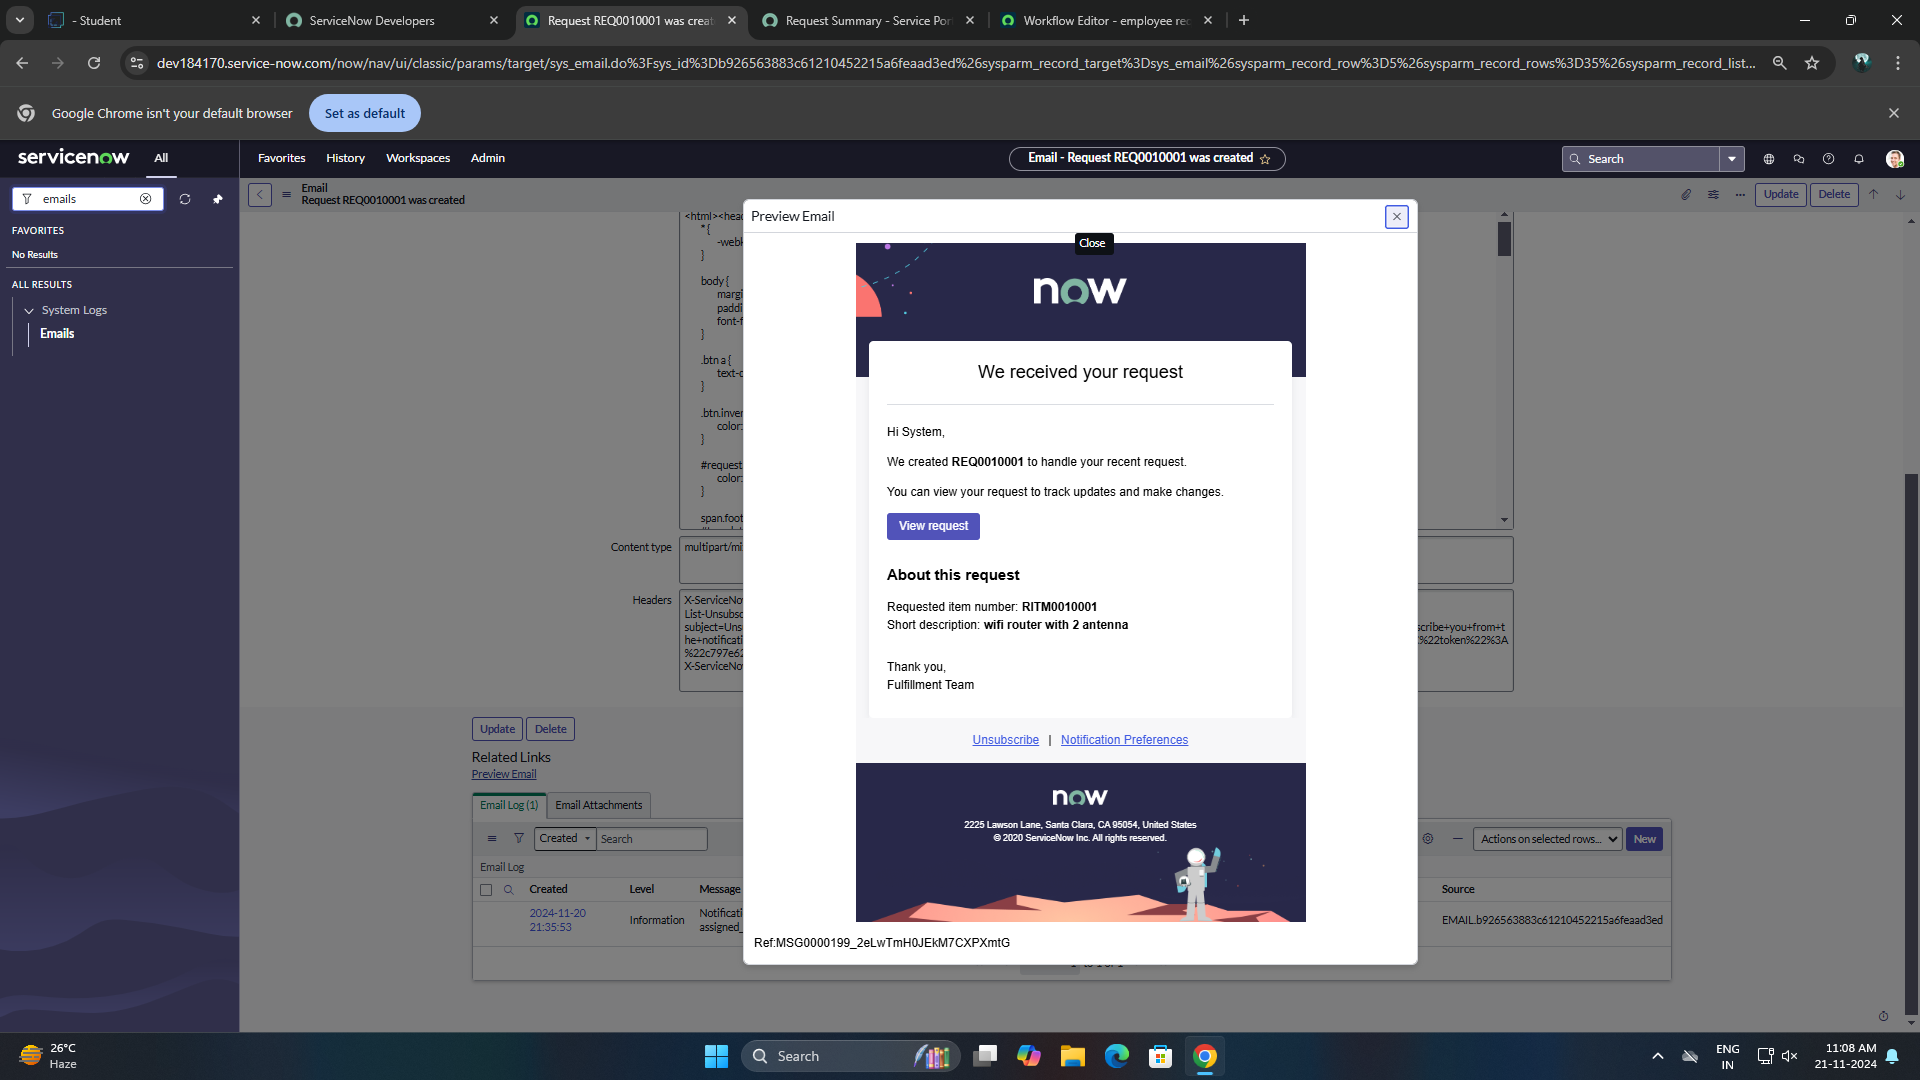 - Student
ServiceNow Developers
Request REQ0010001 was creat
Request Summary - Service Por
Workflow Editor - employee rec
dev184170.service-now.com/now/nav/ui/classic/params/target/sys_email.do%3Fsys_id%3Db926563883c61210452215a6feaad3ed%26sysparm_record_target%3Dsys_email%26sysparm_record_row%3D5%26sysparm_record_rows%3D35%26sysparm_record_list...
Google Chrome isn't your default browser
Set as default
servicenow
All
Favorites
History
Workspaces
Admin
Email - Request REQ0010001 was created
Search
emails
FAVORITES
No Results
ALL RESULTS
System Logs
Emails
Email
Request REQ0010001 was created
Update
Delete
<html><head
* {
-webk
}
body {
margi
paddi
font-f
}
.btn a {
text-c
}
.btn.inver
color:
}
#request
color:
}
span.foot
Content type
multipart/mi
Headers
X-ServiceNo
List-Unsubsc
subject=Uns
he+notificati
%22c797e62
X-ServiceNo
scribe+you+from+t
%22token%22%3A
Preview Email
Close
now
We received your request
Hi System,
We created REQ0010001 to handle your recent request.
You can view your request to track updates and make changes.
View request
About this request
Requested item number: RITM0010001
Short description: wifi router with 2 antenna
Thank you,
Fulfillment Team
Unsubscribe | Notification Preferences
now
2225 Lawson Lane, Santa Clara, CA 95054, United States
© 2020 ServiceNow Inc. All rights reserved.
Ref:MSG0000199_2eLwTmH0JEkM7CXPXmtG
Update
Delete
Related Links
Preview Email
Email Log (1)
Email Attachments
Created
Search
Actions on selected rows...
New
Email Log
Created
Level
Message
Source
2024-11-20
21:35:53
Information
Notificati
assigned_
EMAIL.b926563883c61210452215a6feaad3ed
26°C
Haze
Search
ENG
IN
11:08 AM
21-11-2024